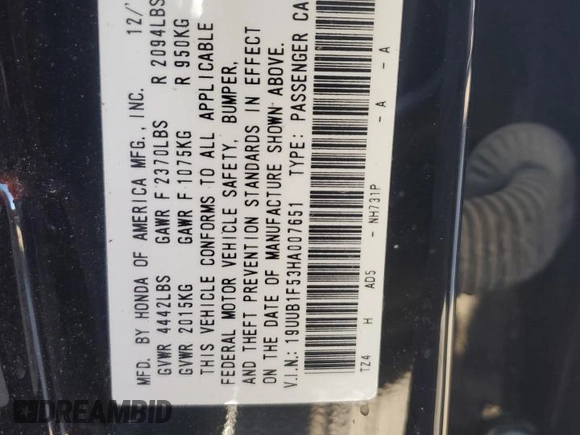 MFD. BY HONDA OF AMERICA MFG., INC. 12/
GVWR 4442LBS GAWR F 2370LBS R 2094LBS
GVWR 2015KG GAWR F 1075KG R 950KG
THIS VEHICLE CONFORMS TO ALL APPLICABLE
FEDERAL MOTOR VEHICLE SAFETY, BUMPER,
AND THEFT PREVENTION STANDARDS IN EFFECT
ON THE DATE OF MANUFACTURE SHOWN ABOVE.
V.I.N.: 19UUB1F53HA007651 TYPE: PASSENGER CA
TZ4 H AD5 - NH731P - A - A
DREAMBID